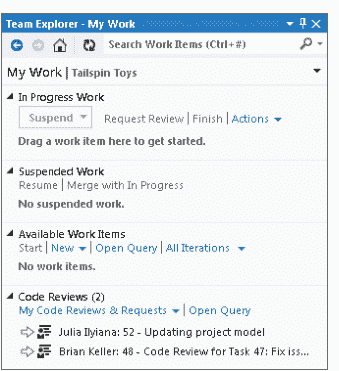 Team Explorer - My Work
Search Work Items (Ctrl+#)
My Work | Tailspin Toys
In Progress Work
Suspend Request Review | Finish | Actions
Drag a work item here to get started.
Suspended Work
Resume | Merge with In Progress
No suspended work.
Available Work Items
Start | New | Open Query | All Iterations
No work items.
Code Reviews (2)
My Code Reviews & Requests | Open Query
Julia Ilyiana: 52 - Updating project model
Brian Keller: 48 - Code Review for Task 47: Fix iss...